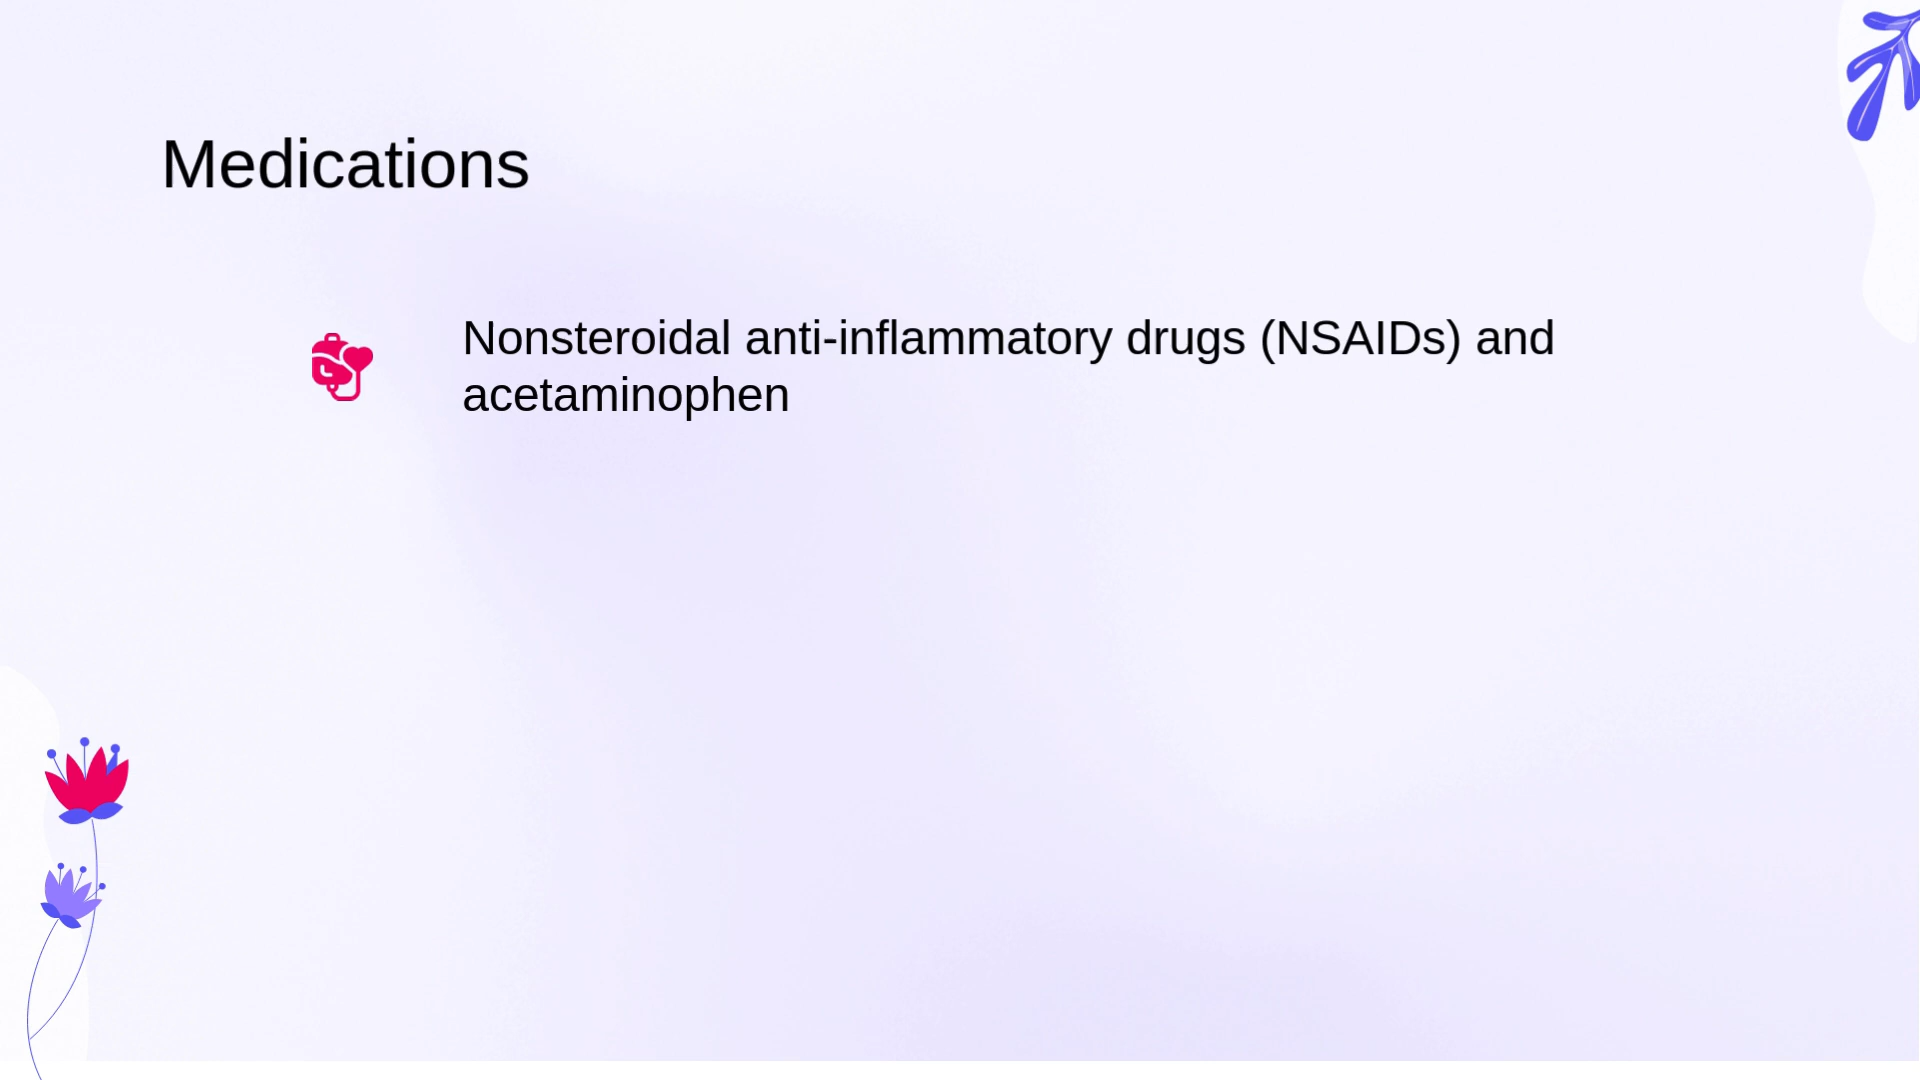 Medications
Nonsteroidal anti-inflammatory drugs (NSAIDs) and
acetaminophen